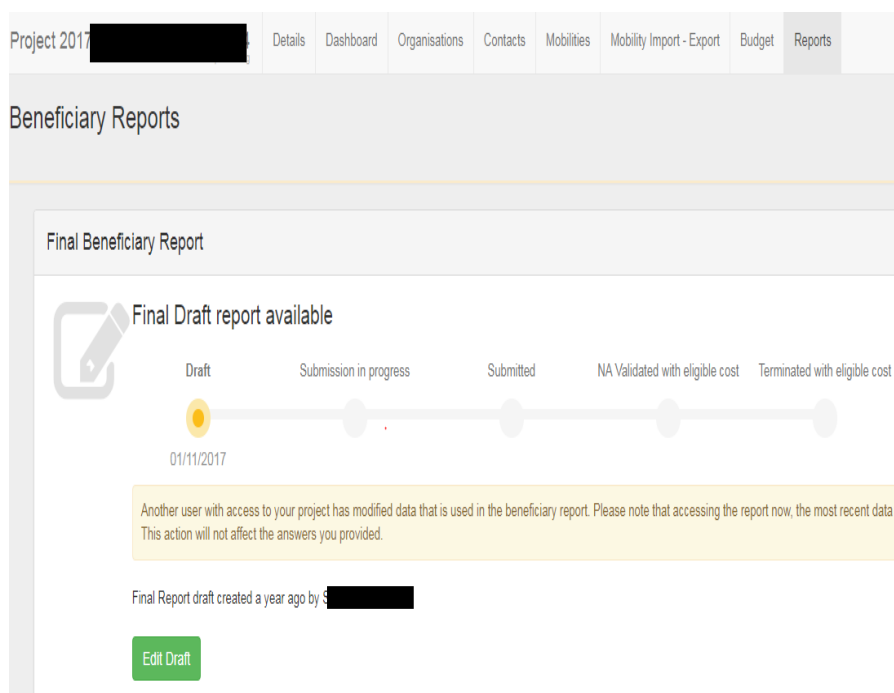 Project 2017
Details Dashboard Organisations Contacts Mobilities Mobility Import - Export Budget Reports
Beneficiary Reports
Final Beneficiary Report
Final Draft report available
Draft Submission in progress Submitted NA Validated with eligible cost Terminated with eligible cost
01/11/2017
Another user with access to your project has modified data that is used in the beneficiary report. Please note that accessing the report now, the most recent data
This action will not affect the answers you provided.
Final Report draft created a year ago by
Edit Draft